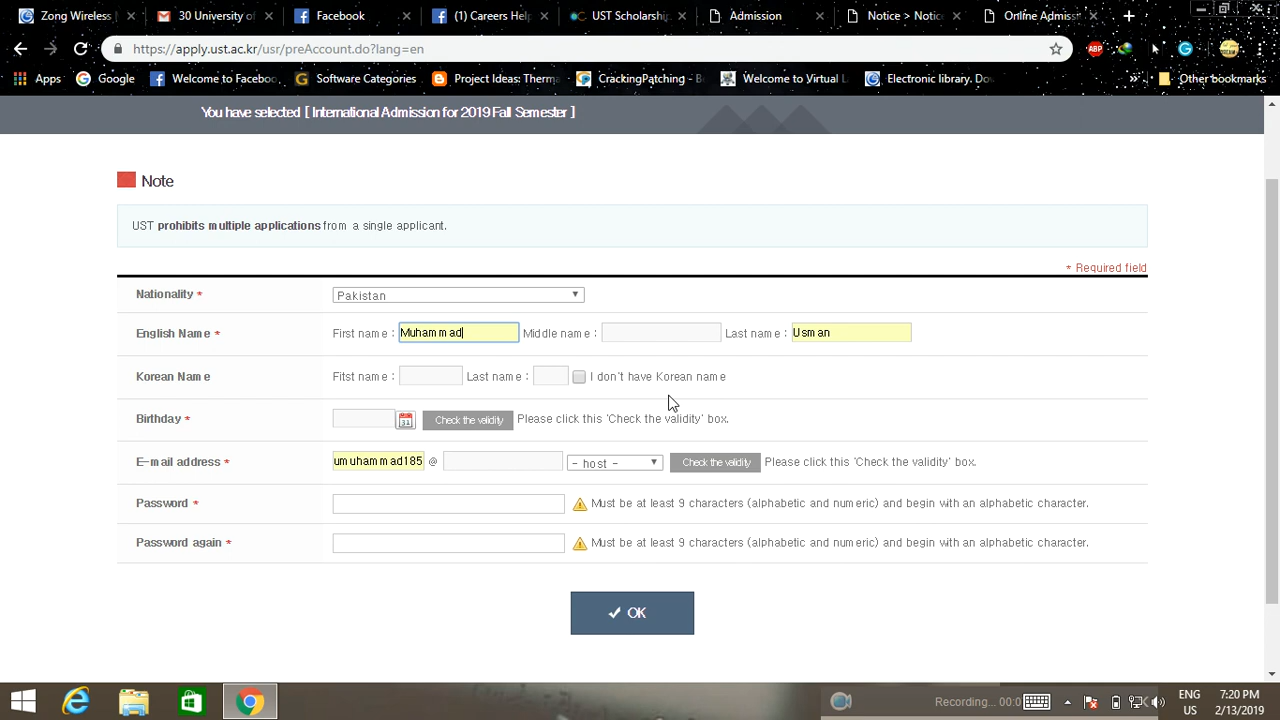 Zong Wireless
30 University of
Facebook
(1) Careers Help
UST Scholarship
Admission
Notice > Notice
Online Admiss
https://apply.ust.ac.kr/usr/preAccount.do?lang=en
Apps Google Welcome to Faceboo Software Categories Project Ideas: Therma CrackingPatching - Be Welcome to Virtual L Electronic library. Do » Other bookmarks
You have selected [ International Admission for 2019 Fall Semester ]
Note
UST prohibits multiple applications from a single applicant.
* Required field
Nationality * Pakistan
English Name * First name : Muhammad Middle name : Last name : Usman
Korean Name Fitst name : Last name : I don't have Korean name
Birthday * 31 Check the validity Please click this 'Check the validity' box.
E-mail address * umuhammad185 @ - host - Check the validity Please click this 'Check the validity' box.
Password * Must be at least 9 characters (alphabetic and numeric) and begin with an alphabetic character.
Password again * Must be at least 9 characters (alphabetic and numeric) and begin with an alphabetic character.
✔ OK
Recording... 00:0
ENG 7:20 PM
US 2/13/2019